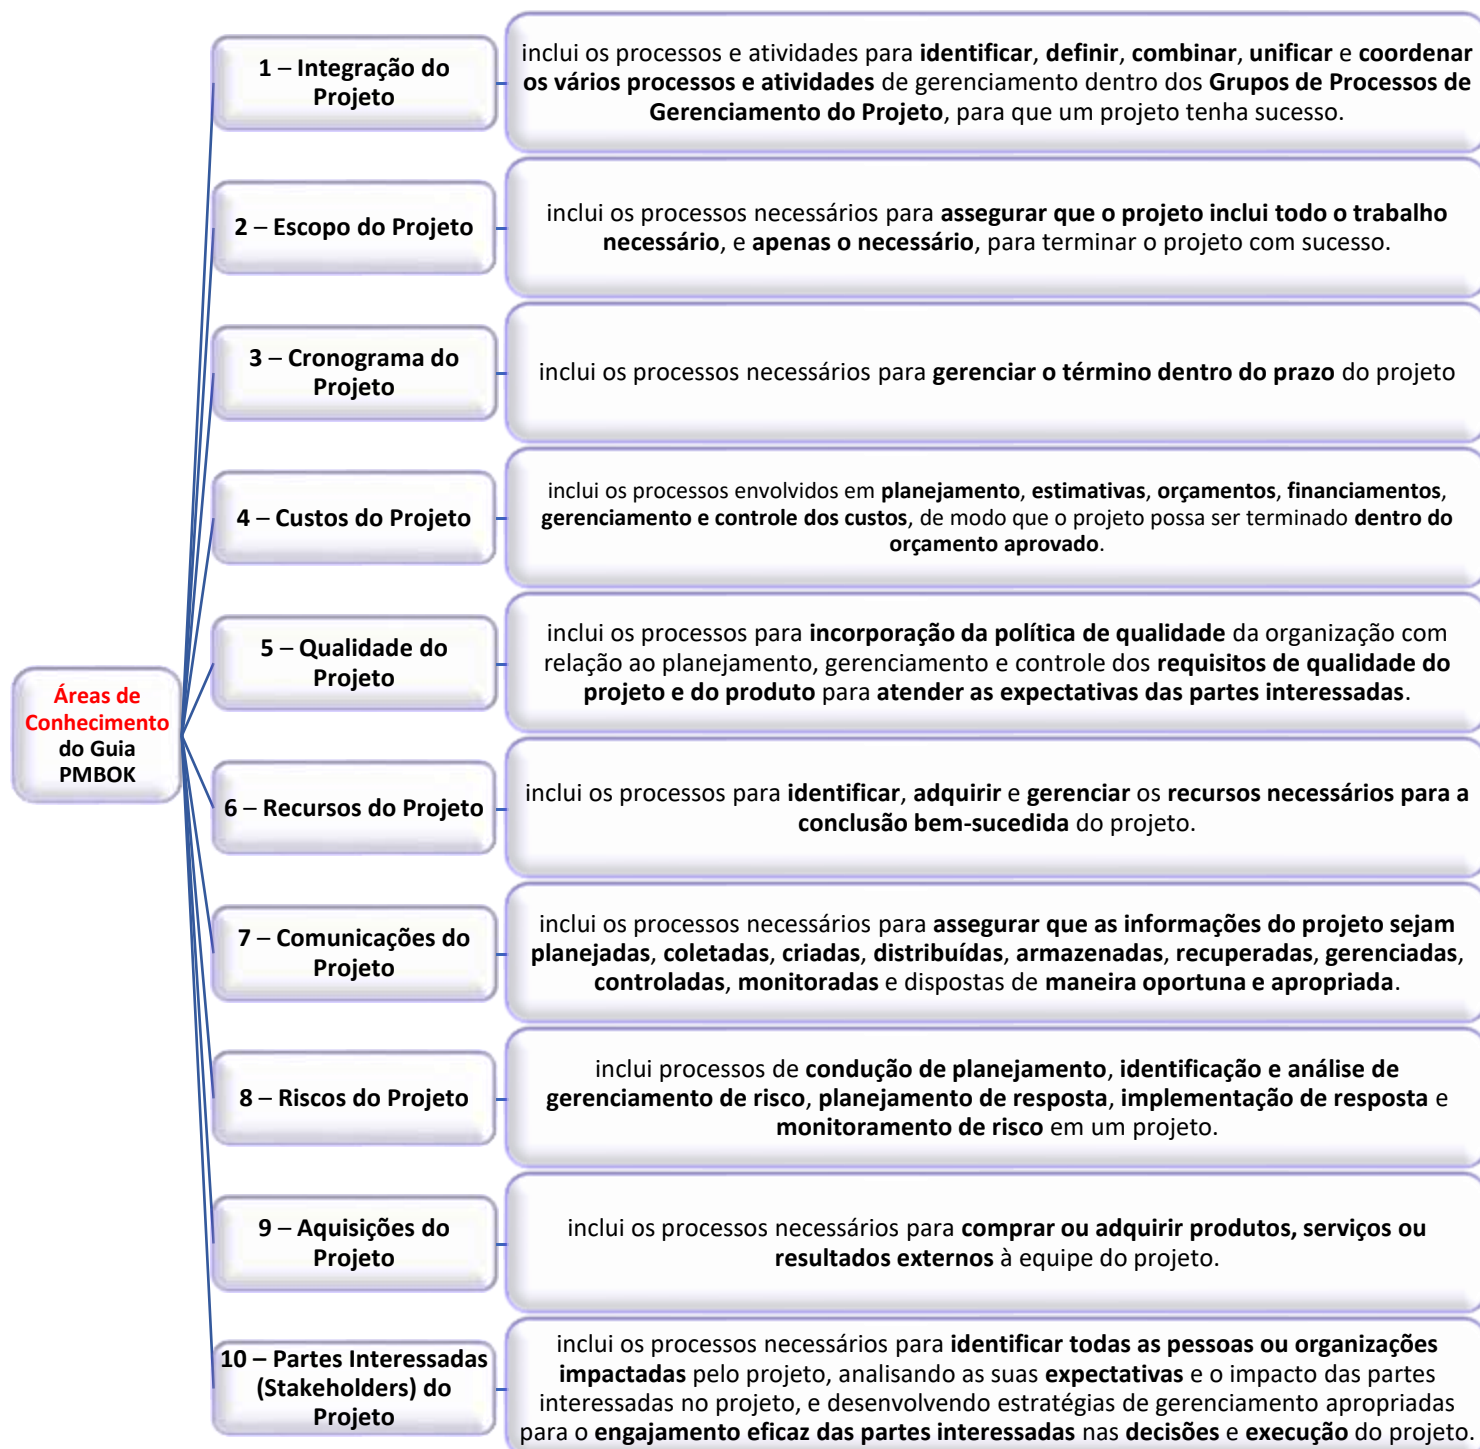 Áreas de
Conhecimento
do Guia
PMBOK
1 – Integração do
Projeto
inclui os processos e atividades para identificar, definir, combinar, unificar e coordenar
os vários processos e atividades de gerenciamento dentro dos Grupos de Processos de
Gerenciamento do Projeto, para que um projeto tenha sucesso.
2 – Escopo do Projeto
inclui os processos necessários para assegurar que o projeto inclui todo o trabalho
necessário, e apenas o necessário, para terminar o projeto com sucesso.
3 – Cronograma do
Projeto
inclui os processos necessários para gerenciar o término dentro do prazo do projeto
4 – Custos do Projeto
inclui os processos envolvidos em planejamento, estimativas, orçamentos, financiamentos,
gerenciamento e controle dos custos, de modo que o projeto possa ser terminado dentro do
orçamento aprovado.
5 – Qualidade do
Projeto
inclui os processos para incorporação da política de qualidade da organização com
relação ao planejamento, gerenciamento e controle dos requisitos de qualidade do
projeto e do produto para atender as expectativas das partes interessadas.
6 – Recursos do Projeto
inclui os processos para identificar, adquirir e gerenciar os recursos necessários para a
conclusão bem-sucedida do projeto.
7 – Comunicações do
Projeto
inclui os processos necessários para assegurar que as informações do projeto sejam
planejadas, coletadas, criadas, distribuídas, armazenadas, recuperadas, gerenciadas,
controladas, monitoradas e dispostas de maneira oportuna e apropriada.
8 – Riscos do Projeto
inclui processos de condução de planejamento, identificação e análise de
gerenciamento de risco, planejamento de resposta, implementação de resposta e
monitoramento de risco em um projeto.
9 – Aquisições do
Projeto
inclui os processos necessários para comprar ou adquirir produtos, serviços ou
resultados externos à equipe do projeto.
10 – Partes Interessadas
(Stakeholders) do
Projeto
inclui os processos necessários para identificar todas as pessoas ou organizações
impactadas pelo projeto, analisando as suas expectativas e o impacto das partes
interessadas no projeto, e desenvolvendo estratégias de gerenciamento apropriadas
para o engajamento eficaz das partes interessadas nas decisões e execução do projeto.